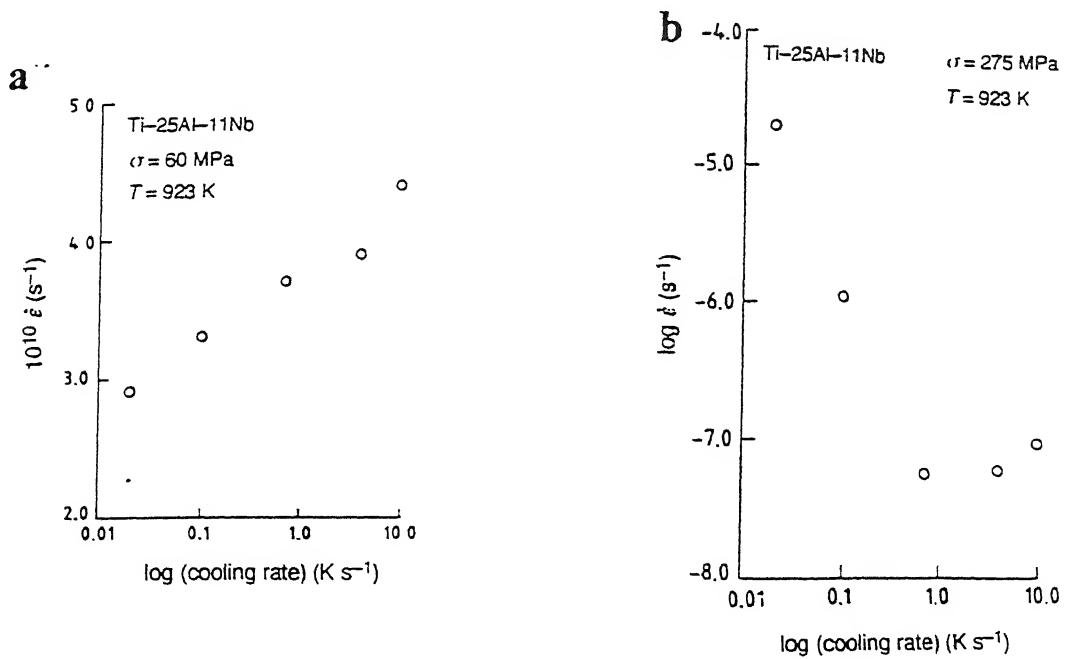 a
5 0
4 0
3.0
2.0
10¹⁰ ε̇ (s⁻¹)
Ti–25Al–11Nb
σ = 60 MPa
T = 923 K
0.01
0.1
1.0
10 0
log (cooling rate) (K s⁻¹)
b
-4.0
-5.0
-6.0
-7.0
-8.0
log ε̇ (s⁻¹)
Ti–25Al–11Nb
σ = 275 MPa
T = 923 K
0.01
0.1
1.0
10.0
log (cooling rate) (K s⁻¹)